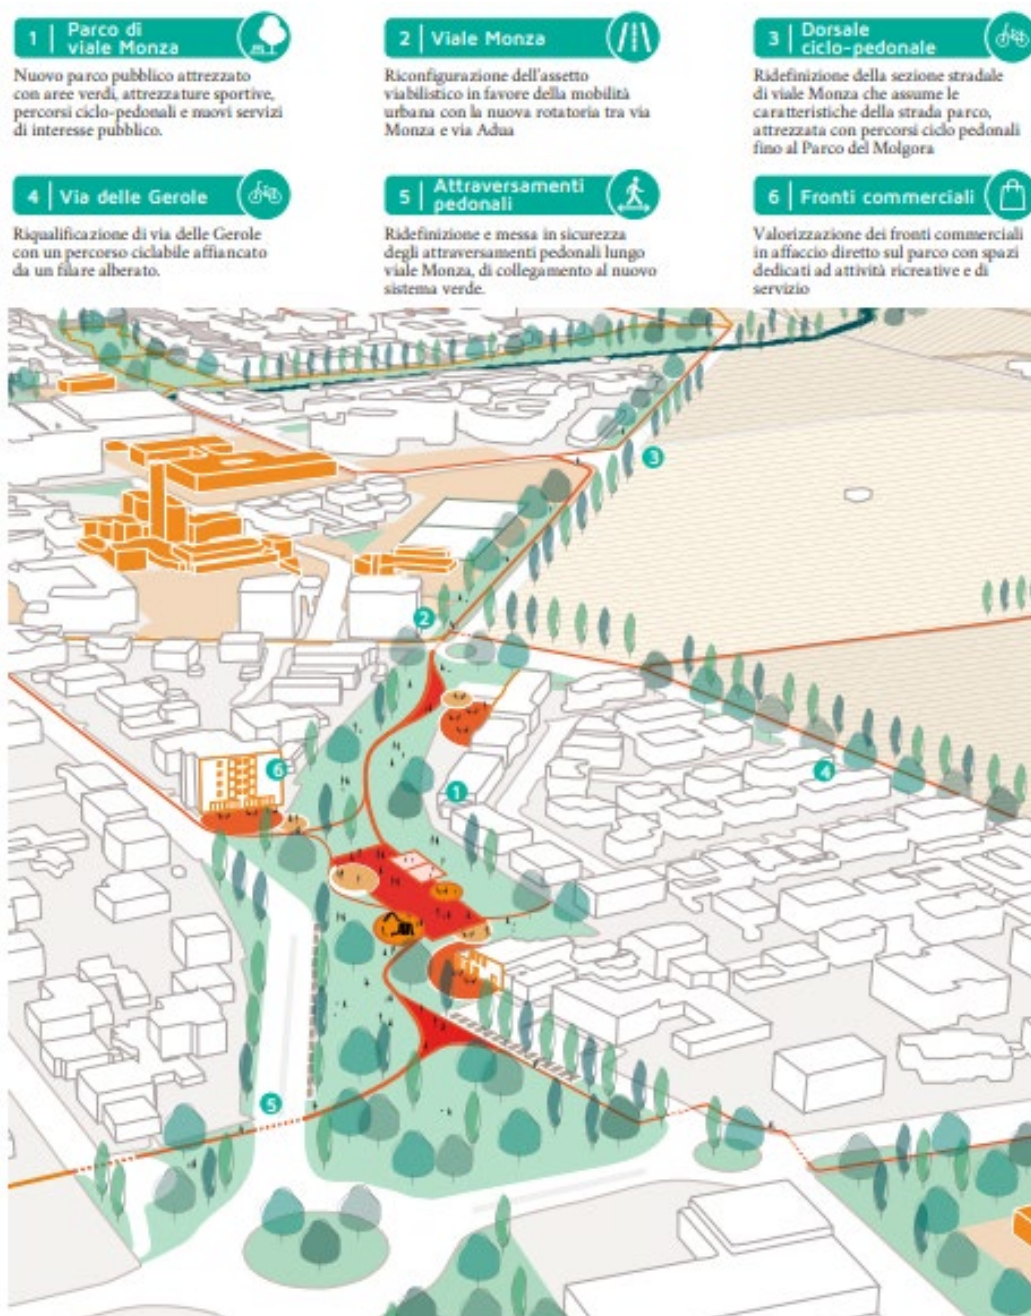 1 | Parco di
viale Monza
Nuovo parco pubblico attrezzato
con aree verdi, attrezzature sportive,
percorsi ciclo-pedonali e nuovi servizi
di interesse pubblico.
2 | Viale Monza
Riconfigurazione dell'assetto
viabilistico in favore della mobilità
urbana con la nuova rotatoria tra via
Monza e via Adua
3 | Dorsale
ciclo-pedonale
Ridefinizione della sezione stradale
di viale Monza che assume le
caratteristiche della strada parco,
attrezzata con percorsi ciclo pedonali
fino al Parco del Molgora
4 | Via delle Gerole
Riqualificazione di via delle Gerole
con un percorso ciclabile affiancato
da un filare alberato.
5 | Attraversamenti
pedonali
Ridefinizione e messa in sicurezza
degli attraversamenti pedonali lungo
viale Monza, di collegamento al nuovo
sistema verde.
6 | Fronti commerciali
Valorizzazione dei fronti commerciali
in affaccio diretto sul parco con spazi
dedicati ad attività ricreative e di
servizio
3
2
6
4
1
5